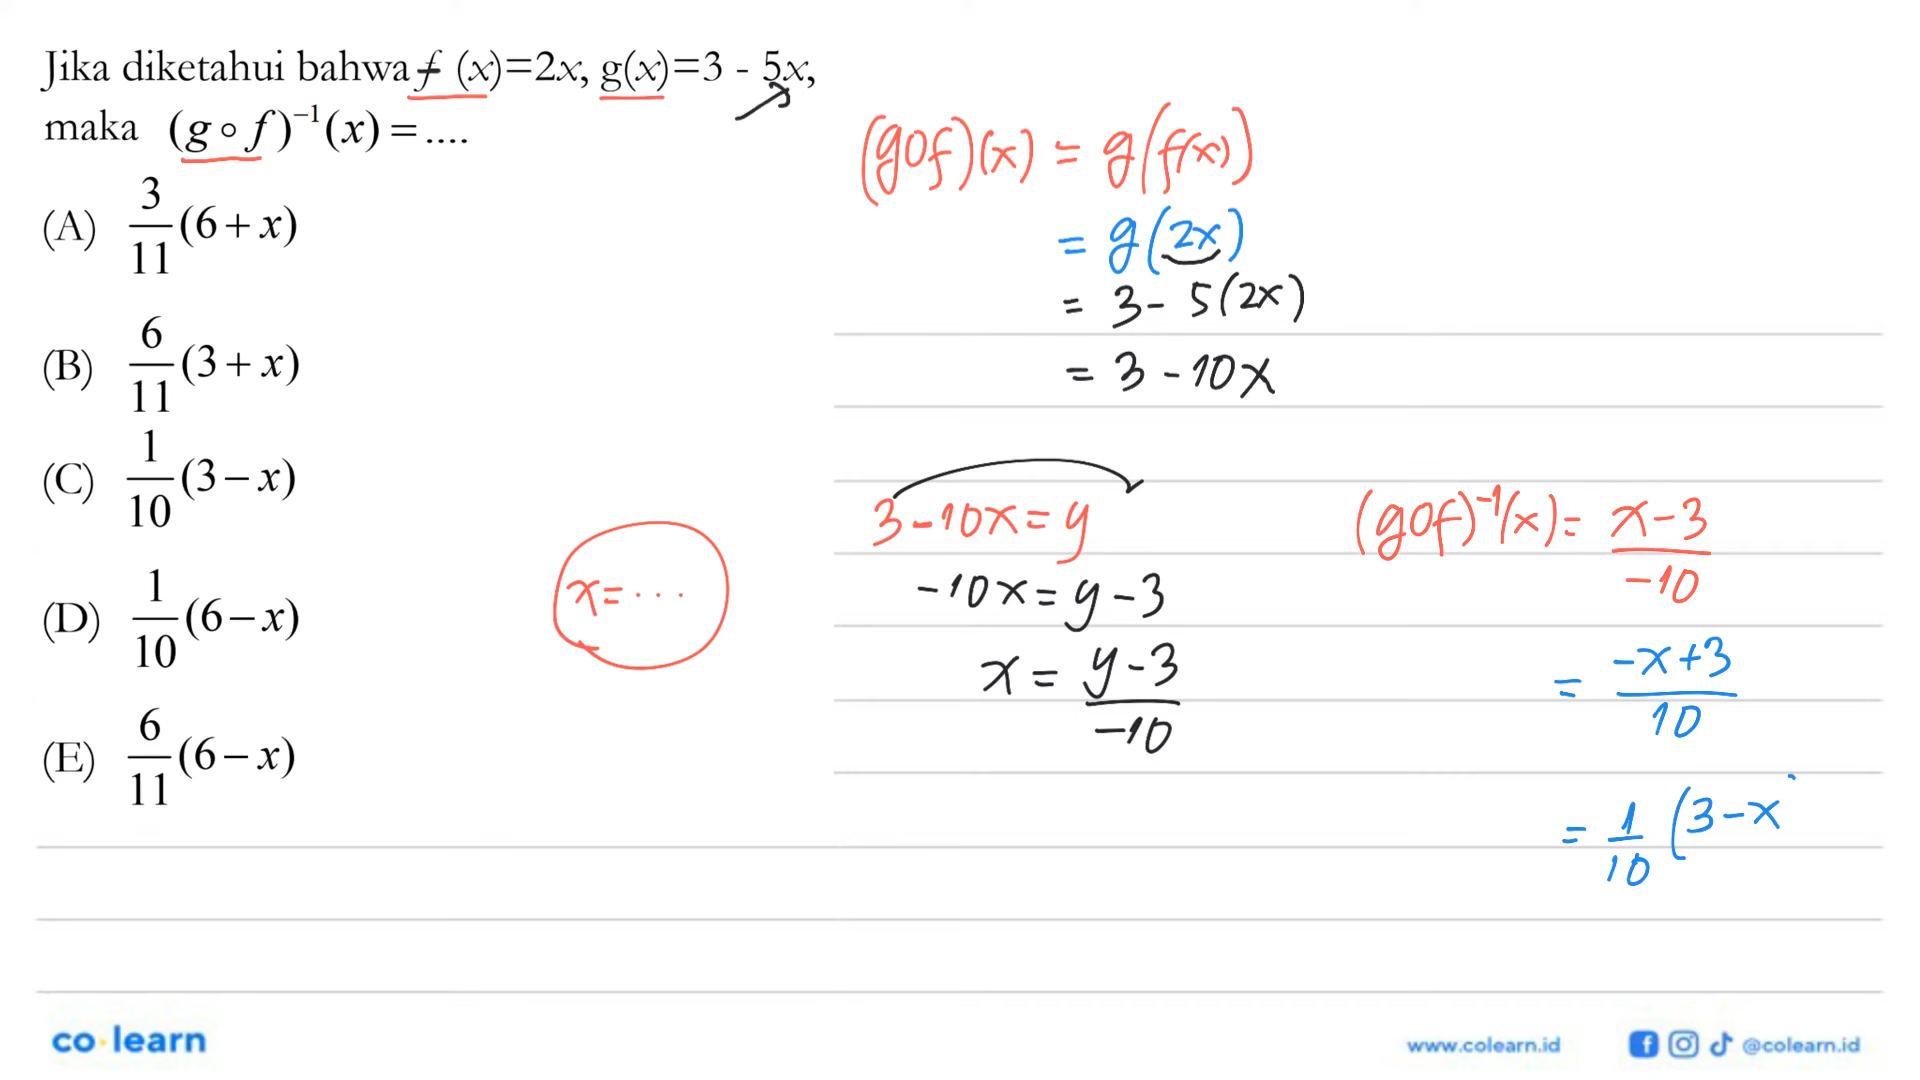 Jika diketahui bahwa f (x)=2x, g(x)=3 - 5x,
maka (g ∘ f)⁻¹(x) = ....
(A) 3/11 (6 + x)
(B) 6/11 (3 + x)
(C) 1/10 (3 − x)
(D) 1/10 (6 − x)
(E) 6/11 (6 − x)
x = ...
(gof)(x) = g(f(x))
= g(2x)
= 3 - 5(2x)
= 3 - 10x
3 - 10x = y
-10x = y - 3
x = y - 3 / -10
(gof)⁻¹(x) = x - 3 / -10
= -x + 3 / 10
= 1/10 (3 - x
co·learn
www.colearn.id
@colearn.id